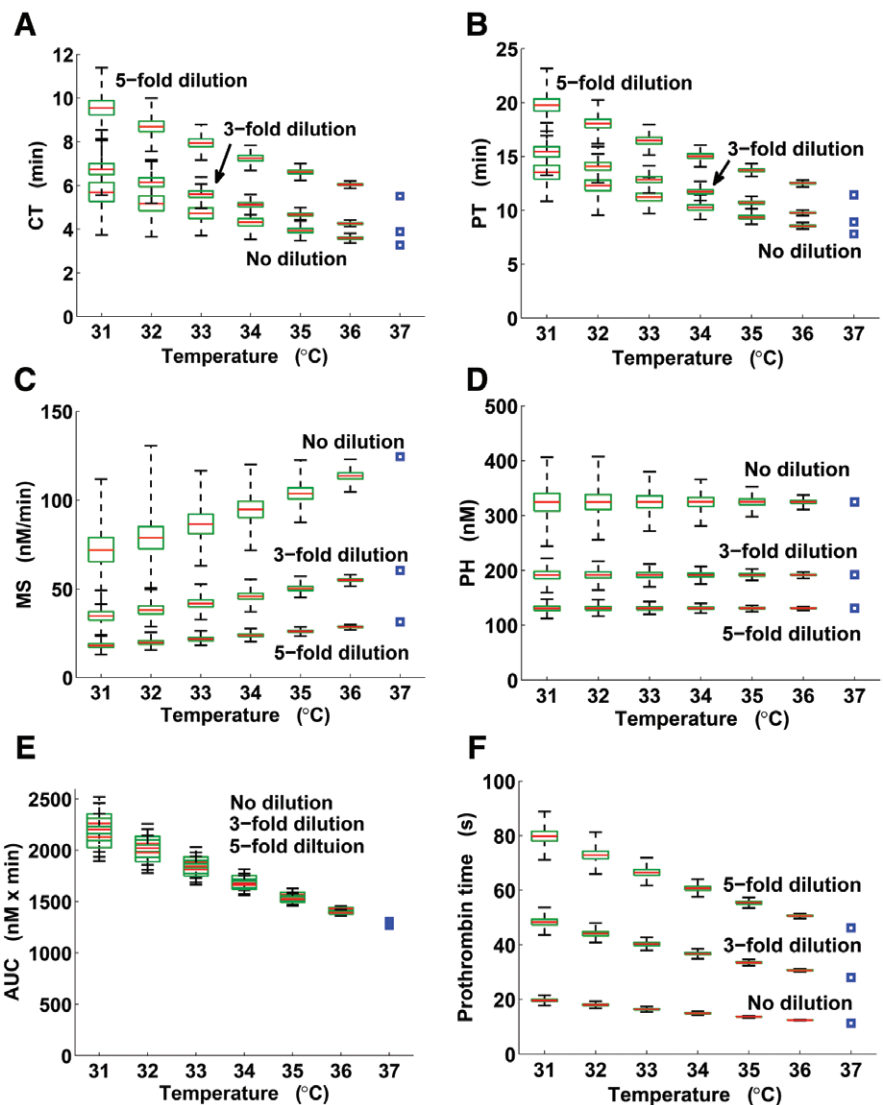 A
CT (min)
12
10
8
6
4
2
0
5−fold dilution
3−fold dilution
No dilution
31 32 33 34 35 36 37
Temperature (°C)
B
PT (min)
25
20
15
10
5
0
5−fold dilution
3−fold dilution
No dilution
31 32 33 34 35 36 37
Temperature (°C)
C
MS (nM/min)
150
100
50
0
No dilution
3−fold dilution
5−fold dilution
31 32 33 34 35 36 37
Temperature (°C)
D
PH (nM)
500
400
300
200
100
0
No dilution
3−fold dilution
5−fold dilution
31 32 33 34 35 36 37
Temperature (°C)
E
AUC (nM x min)
2500
2000
1500
1000
500
0
No dilution
3−fold dilution
5−fold diltuion
31 32 33 34 35 36 37
Temperature (°C)
F
Prothrombin time (s)
100
80
60
40
20
0
5−fold dilution
3−fold dilution
No dilution
31 32 33 34 35 36 37
Temperature (°C)